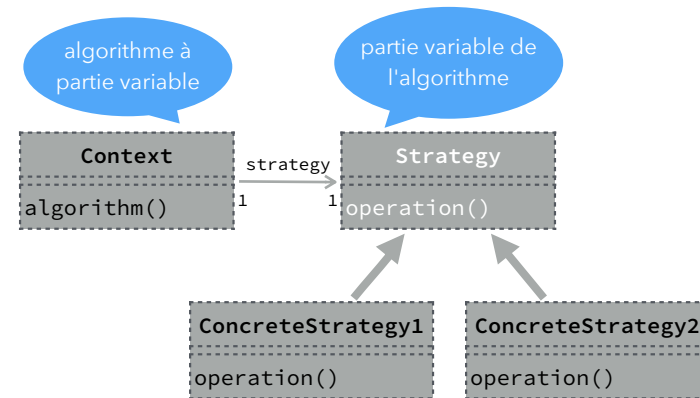 algorithme à
partie variable
partie variable de
l'algorithme
Context
algorithm()
strategy
1
1
Strategy
operation()
ConcreteStrategy1
operation()
ConcreteStrategy2
operation()